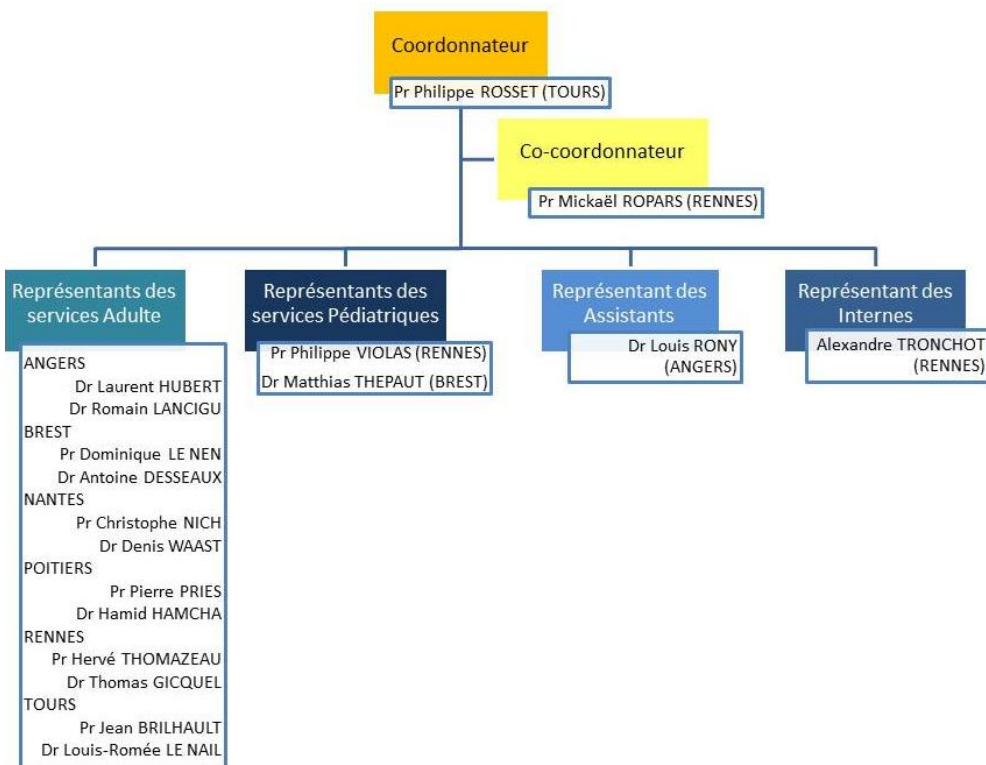 Coordonnateur
Pr Philippe ROSSET (TOURS)
Co-coordonnateur
Pr Mickaël ROPARS (RENNES)
Représentants des
services Adulte
ANGERS
Dr Laurent HUBERT
Dr Romain LANCIGU
BREST
Pr Dominique LE NEN
Dr Antoine DESSEAUX
NANTES
Pr Christophe NICH
Dr Denis WAAST
POITIERS
Pr Pierre PRIES
Dr Hamid HAMCHA
RENNES
Pr Hervé THOMAZEAU
Dr Thomas GICQUEL
TOURS
Pr Jean BRILHAULT
Dr Louis-Romée LE NAIL
Représentants des
services Pédiatriques
Pr Philippe VIOLAS (RENNES)
Dr Matthias THEPAUT (BREST)
Représentant des
Assistants
Dr Louis RONY
(ANGERS)
Représentant des
Internes
Alexandre TRONCHOT
(RENNES)